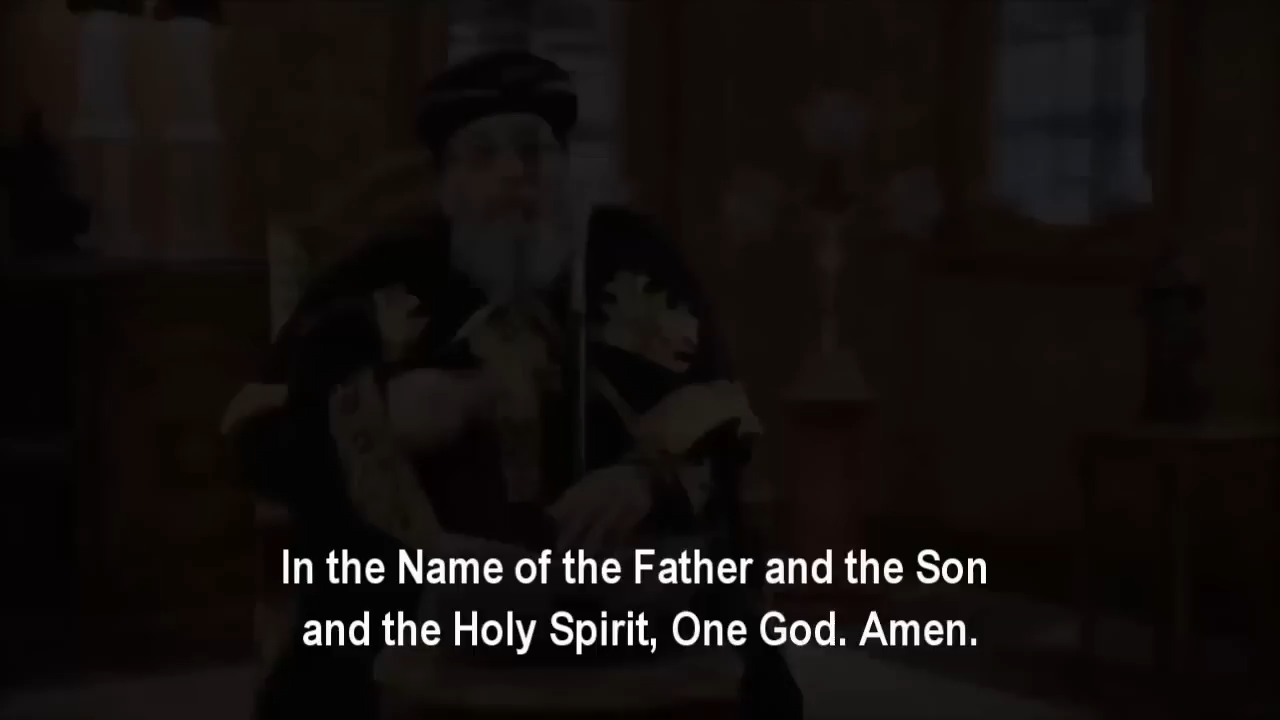 In the Name of the Father and the Son
and the Holy Spirit, One God. Amen.